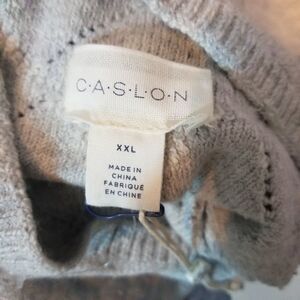 C·A·S·L·O·N
XXL
MADE IN
CHINA
FABRIQUÉ
EN CHINE